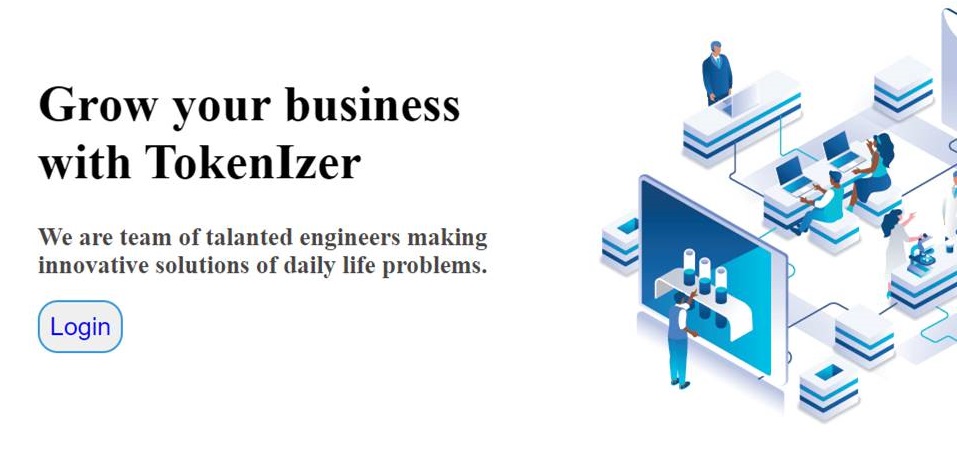 Grow your business
with TokenIzer
We are team of talanted engineers making
innovative solutions of daily life problems.
Login